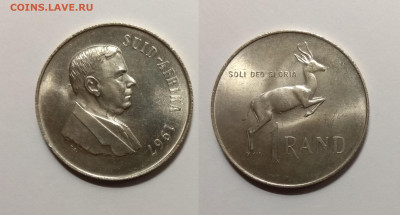 COINS.LAVE.RU
SUID-AFRIKA 1967
SOLI DEO GLORIA
1 RAND